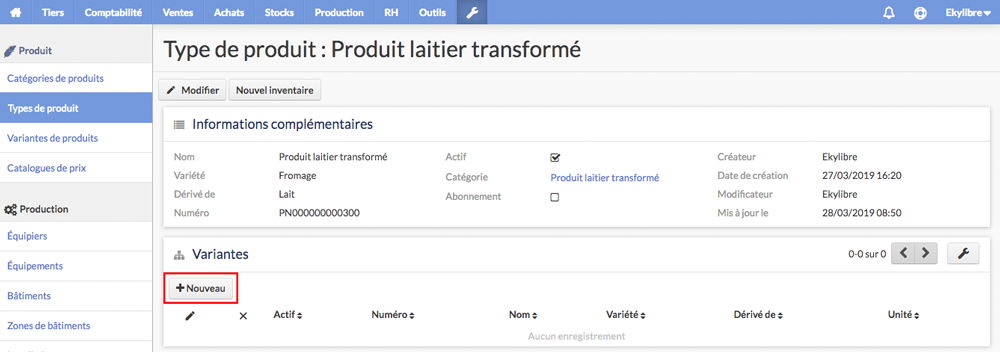 Tiers Comptabilité Ventes Achats Stocks Production RH Outils Ekylibre
Produit
Catégories de produits
Types de produit
Variantes de produits
Catalogues de prix
Production
Équipiers
Équipements
Bâtiments
Zones de bâtiments
Type de produit : Produit laitier transformé
Modifier Nouvel inventaire
Informations complémentaires
Nom Produit laitier transformé Actif Créateur Ekylibre
Variété Fromage Catégorie Produit laitier transformé Date de création 27/03/2019 16:20
Dérivé de Lait Abonnement Modificateur Ekylibre
Numéro PN000000000300 Mis à jour le 28/03/2019 08:50
Variantes 0-0 sur 0
+Nouveau
Actif Numéro Nom Variété Dérivé de Unité
Aucun enregistrement